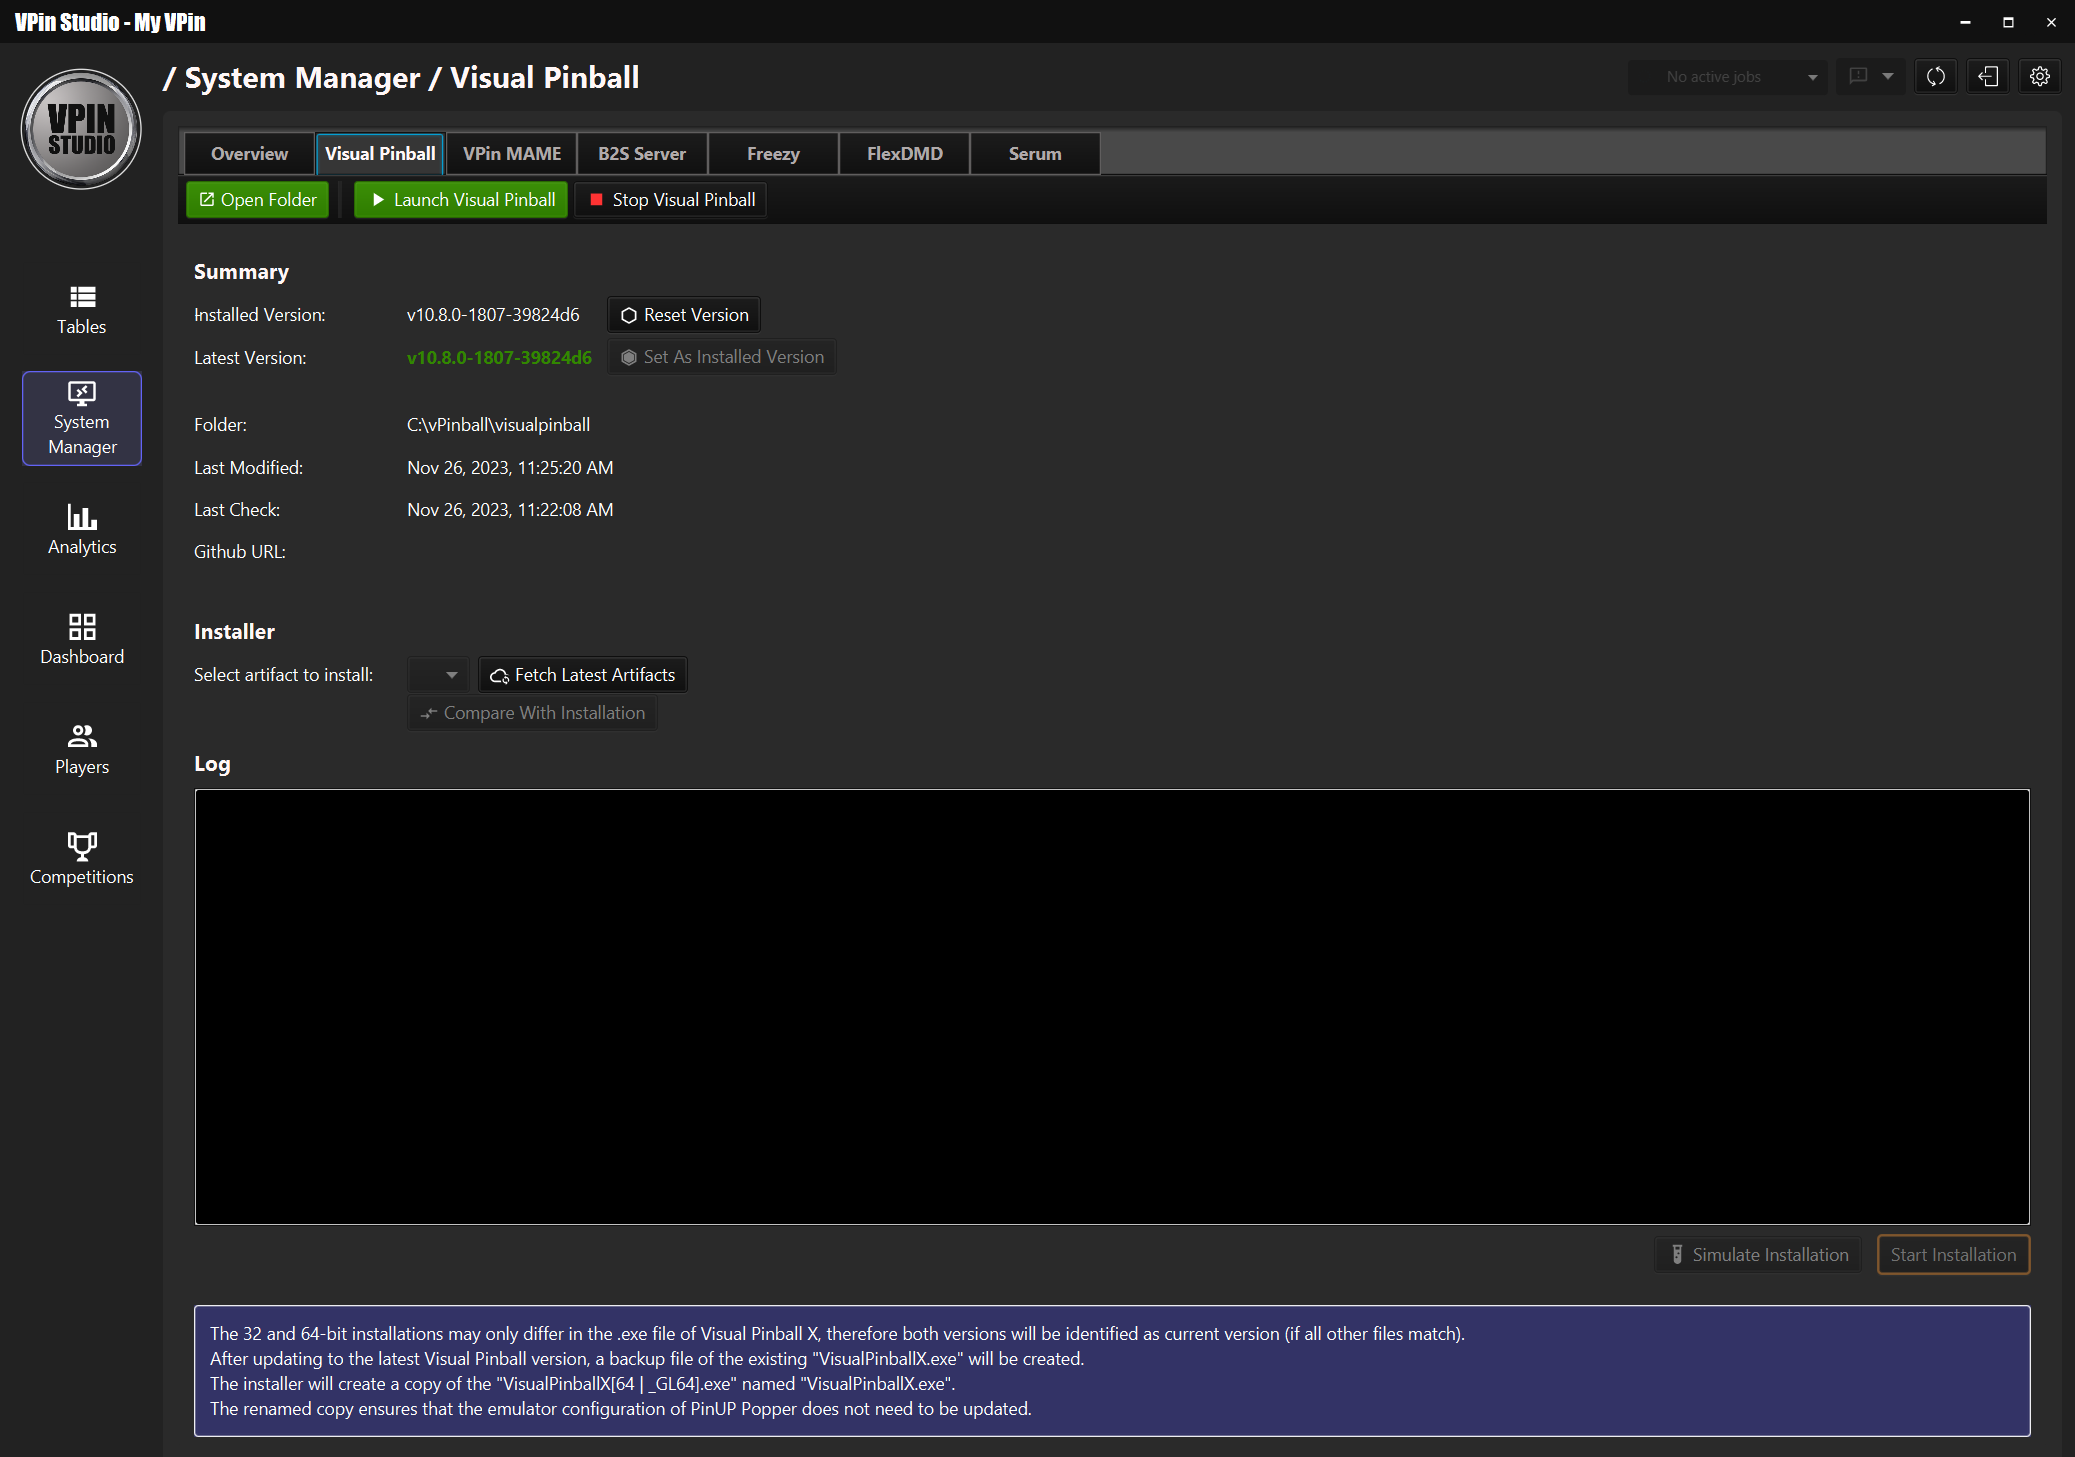 VPin Studio - My VPin
VPIN
STUDIO
/ System Manager / Visual Pinball
No active jobs
Overview
Visual Pinball
VPin MAME
B2S Server
Freezy
FlexDMD
Serum
Open Folder
Launch Visual Pinball
Stop Visual Pinball
Tables
System
Manager
Analytics
Dashboard
Players
Competitions
Summary
Installed Version: v10.8.0-1807-39824d6 Reset Version
Latest Version: v10.8.0-1807-39824d6 Set As Installed Version
Folder: C:\vPinball\visualpinball
Last Modified: Nov 26, 2023, 11:25:20 AM
Last Check: Nov 26, 2023, 11:22:08 AM
Github URL:
Installer
Select artifact to install: Fetch Latest Artifacts
Compare With Installation
Log
Simulate Installation Start Installation
The 32 and 64-bit installations may only differ in the .exe file of Visual Pinball X, therefore both versions will be identified as current version (if all other files match).
After updating to the latest Visual Pinball version, a backup file of the existing "VisualPinballX.exe" will be created.
The installer will create a copy of the "VisualPinballX[64 | _GL64].exe" named "VisualPinballX.exe".
The renamed copy ensures that the emulator configuration of PinUP Popper does not need to be updated.